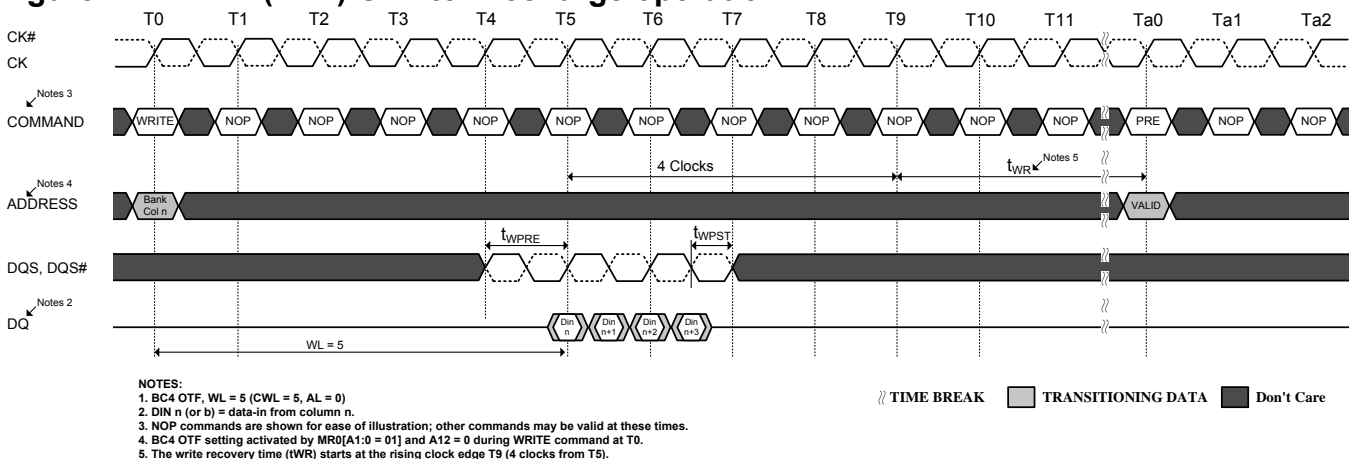 T0 T1 T2 T3 T4 T5 T6 T7 T8 T9 T10 T11 Ta0 Ta1 Ta2
CK#
CK
Notes 3
COMMAND
WRITE NOP NOP NOP NOP NOP NOP NOP NOP NOP NOP NOP PRE NOP NOP
4 Clocks
tWR Notes 5
Notes 4
ADDRESS
Bank
Col n
VALID
tWPRE
tWPST
DQS, DQS#
Notes 2
DQ
Din Din Din Din
n n+1 n+2 n+3
WL = 5
NOTES:
1. BC4 OTF, WL = 5 (CWL = 5, AL = 0)
2. DIN n (or b) = data-in from column n.
3. NOP commands are shown for ease of illustration; other commands may be valid at these times.
4. BC4 OTF setting activated by MR0[A1:0 = 01] and A12 = 0 during WRITE command at T0.
5. The write recovery time (tWR) starts at the rising clock edge T9 (4 clocks from T5).
TIME BREAK TRANSITIONING DATA Don't Care